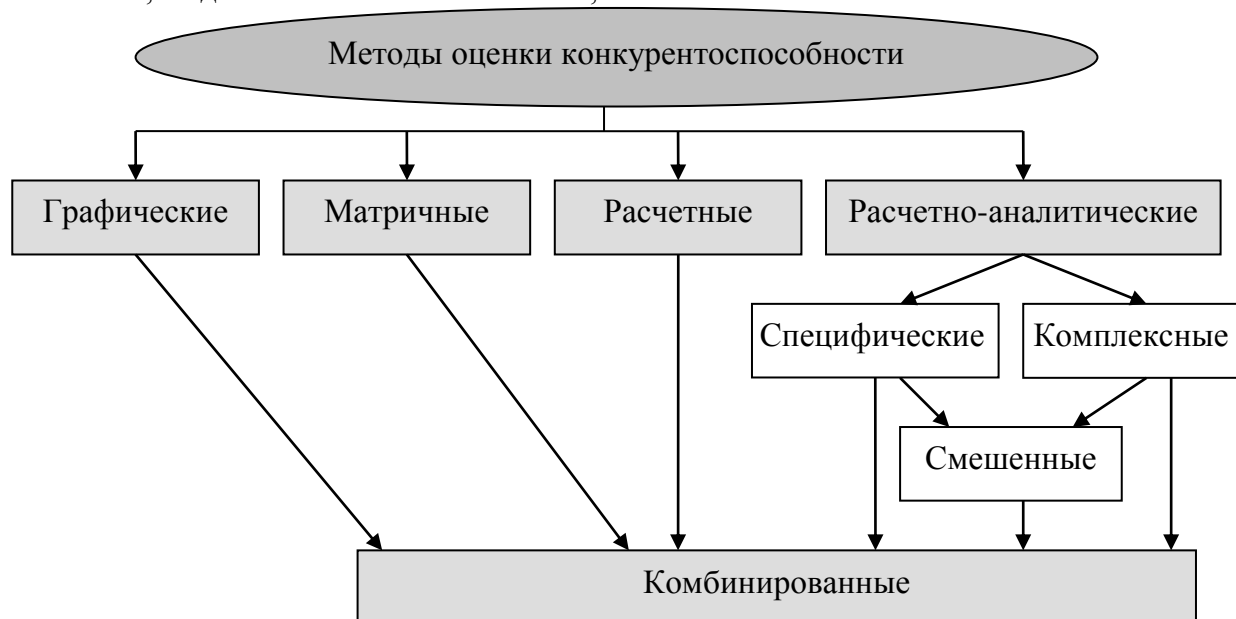 Методы оценки конкурентоспособности
Графические
Матричные
Расчетные
Расчетно-аналитические
Специфические
Комплексные
Смешенные
Комбинированные